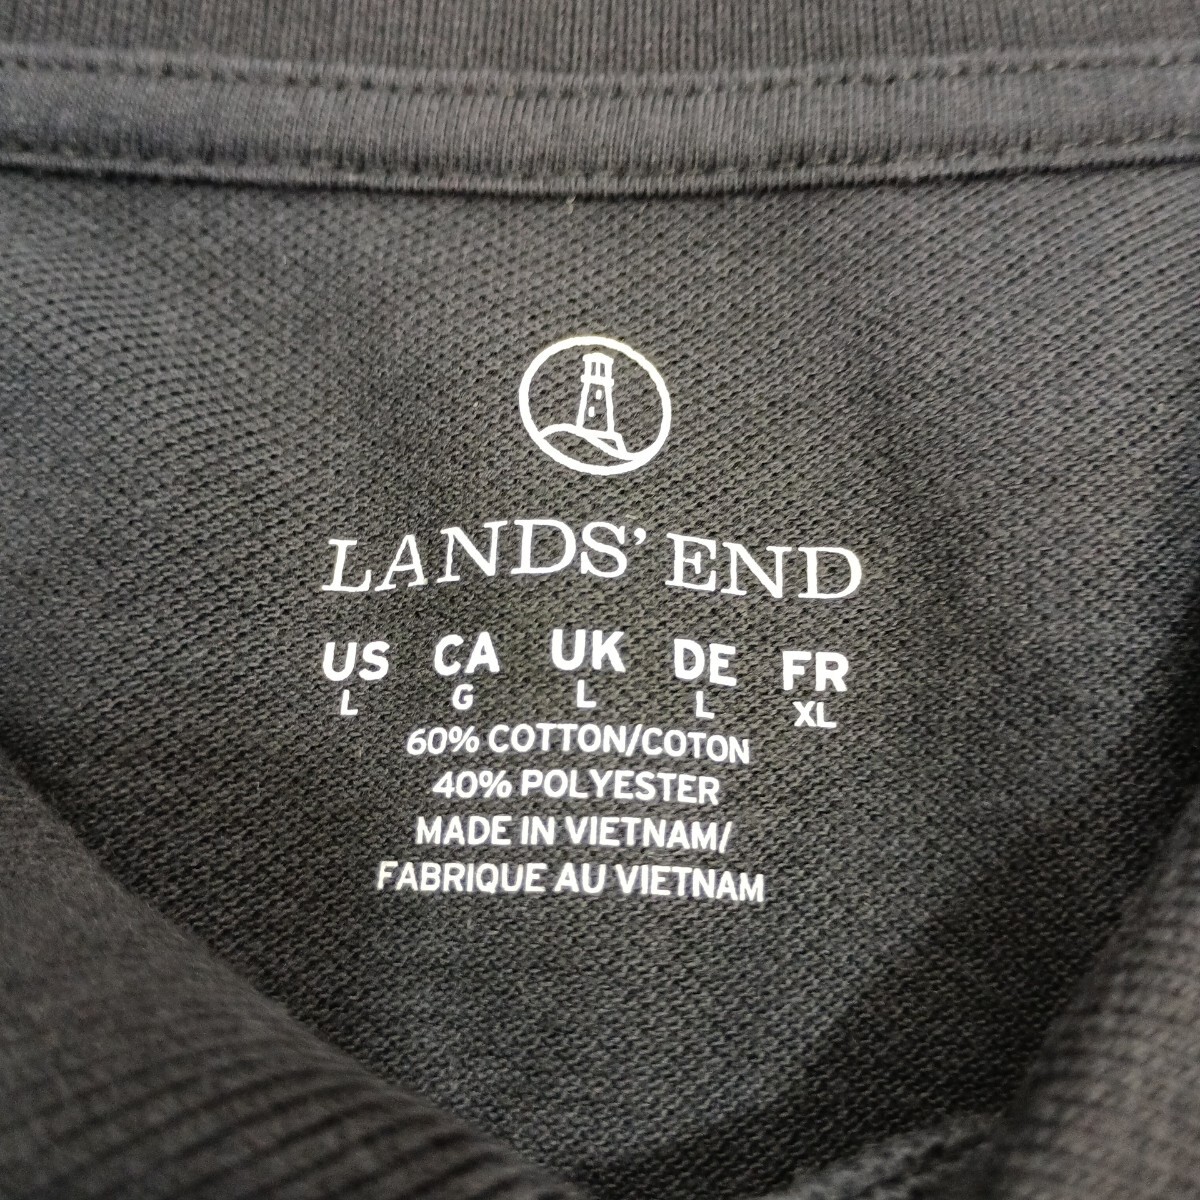 LANDS' END
US CA UK DE FR
L G L L XL
60% COTTON/COTON
40% POLYESTER
MADE IN VIETNAM/
FABRIQUE AU VIETNAM